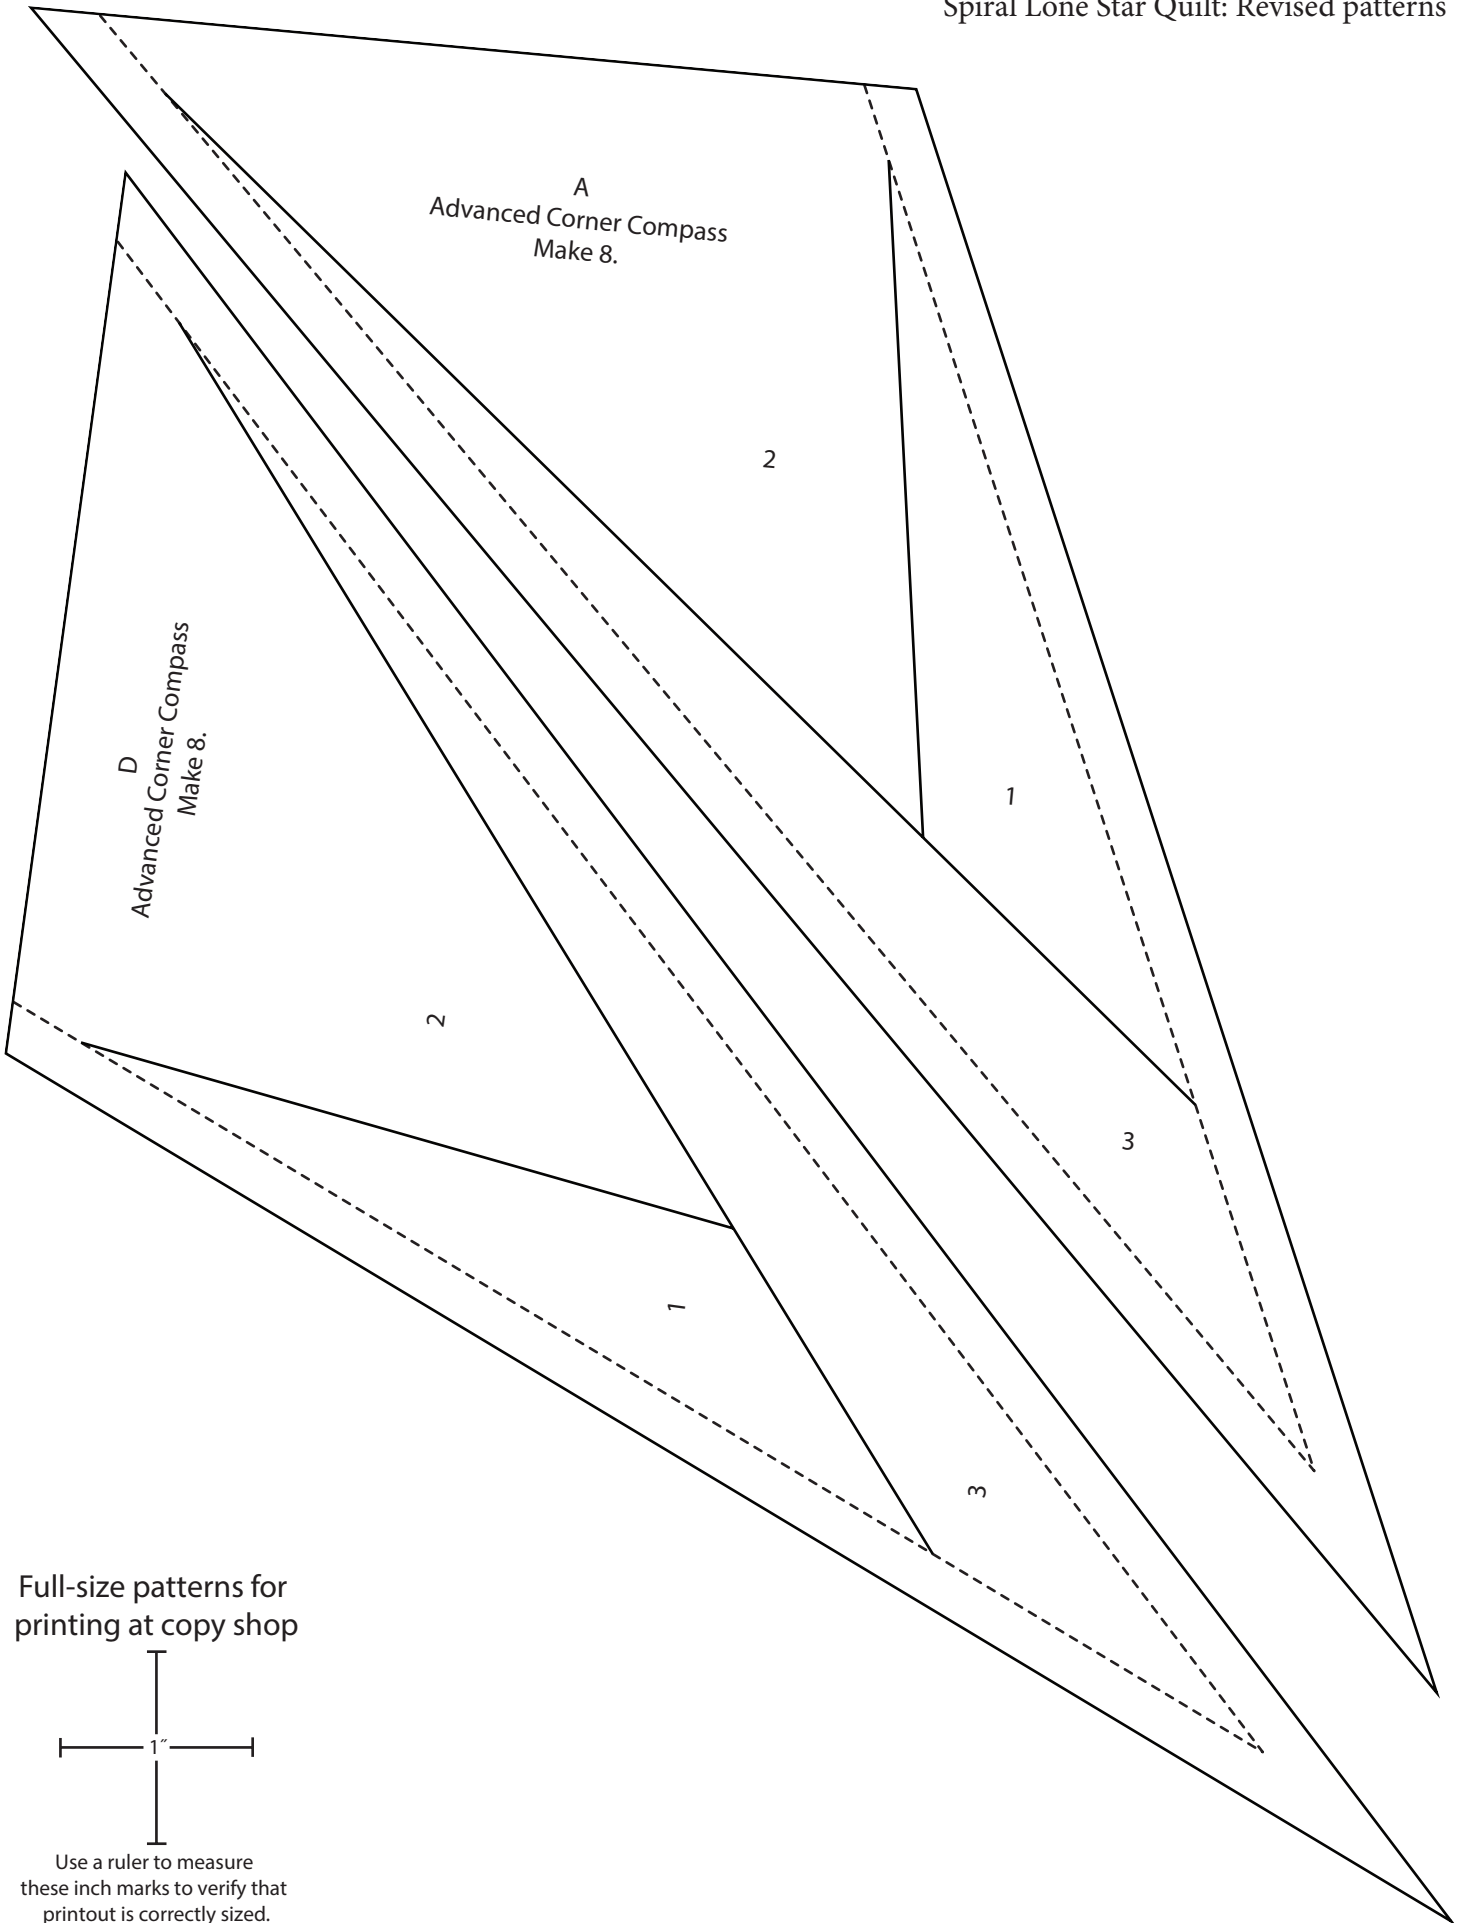 Spiral Lone Star Quilt: Revised patterns
A
Advanced Corner Compass
Make 8.
2
1
3
D
Advanced Corner Compass
Make 8.
2
1
3
Full-size patterns for
printing at copy shop
1″
Use a ruler to measure
these inch marks to verify that
printout is correctly sized.